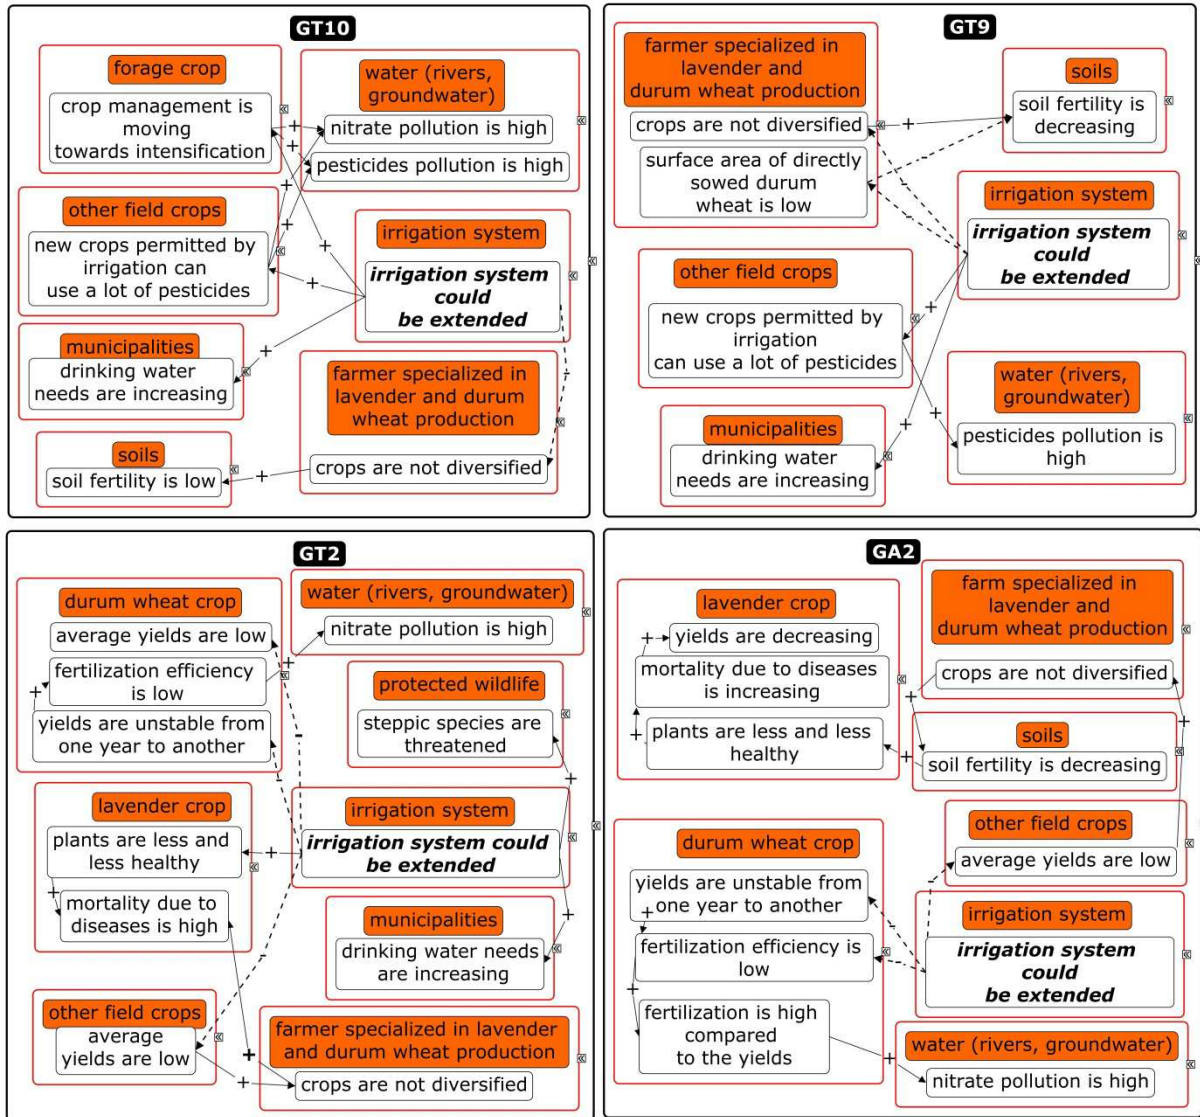 GT10
forage crop
crop management is
moving
towards intensification
water (rivers,
groundwater)
nitrate pollution is high
pesticides pollution is high
other field crops
new crops permitted by
irrigation can
use a lot of pesticides
irrigation system
irrigation system
could
be extended
municipalities
drinking water
needs are increasing
farmer specialized in
lavender and durum
wheat production
crops are not diversified
soils
soil fertility is low
+
+
+
+
+
+
+
+
-
GT9
farmer specialized in
lavender and
durum wheat production
crops are not diversified
surface area of directly
sowed durum
wheat is low
soils
soil fertility is
decreasing
irrigation system
irrigation system
could
be extended
other field crops
new crops permitted by
irrigation
can use a lot of pesticides
water (rivers,
groundwater)
pesticides pollution is
high
municipalities
drinking water
needs are increasing
+
-
-
-
+
+
+
GT2
durum wheat crop
average yields are low
fertilization efficiency
is low
yields are unstable from
one year to another
water (rivers, groundwater)
nitrate pollution is high
protected wildlife
steppic species are
threatened
lavender crop
plants are less and
less healthy
mortality due to
diseases is high
irrigation system
irrigation system could
be extended
municipalities
drinking water needs
are increasing
other field crops
average
yields are low
farmer specialized in lavender
and durum wheat production
crops are not diversified
+
+
-
-
+
+
+
+
-
+
+
GA2
lavender crop
yields are decreasing
mortality due to diseases
is increasing
plants are less and less
healthy
farm specialized in
lavender and
durum wheat production
crops are not diversified
soils
soil fertility is decreasing
other field crops
average yields are low
durum wheat crop
yields are unstable from
one year to another
fertilization efficiency is
low
fertilization is high
compared
to the yields
irrigation system
irrigation system
could
be extended
water (rivers, groundwater)
nitrate pollution is high
+
+
+
+
+
-
-
-
+
+
+